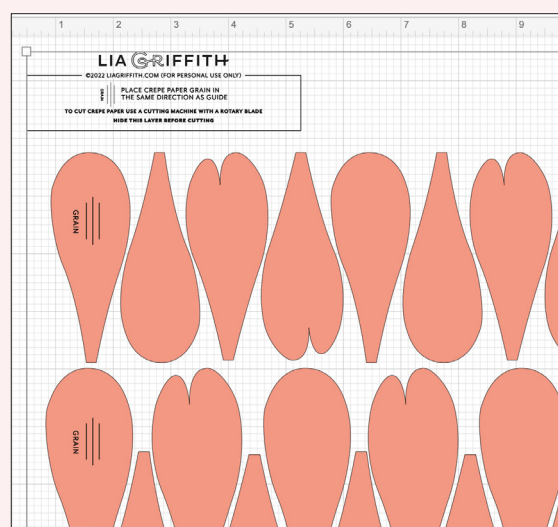 1 2 3 4 5 6 7 8 9
LIA GRIFFITH
©2022 LIAGRIFFITH.COM (FOR PERSONAL USE ONLY)
GRAIN
PLACE CREPE PAPER GRAIN IN
THE SAME DIRECTION AS GUIDE
TO CUT CREPE PAPER USE A CUTTING MACHINE WITH A ROTARY BLADE
HIDE THIS LAYER BEFORE CUTTING
GRAIN
GRAIN